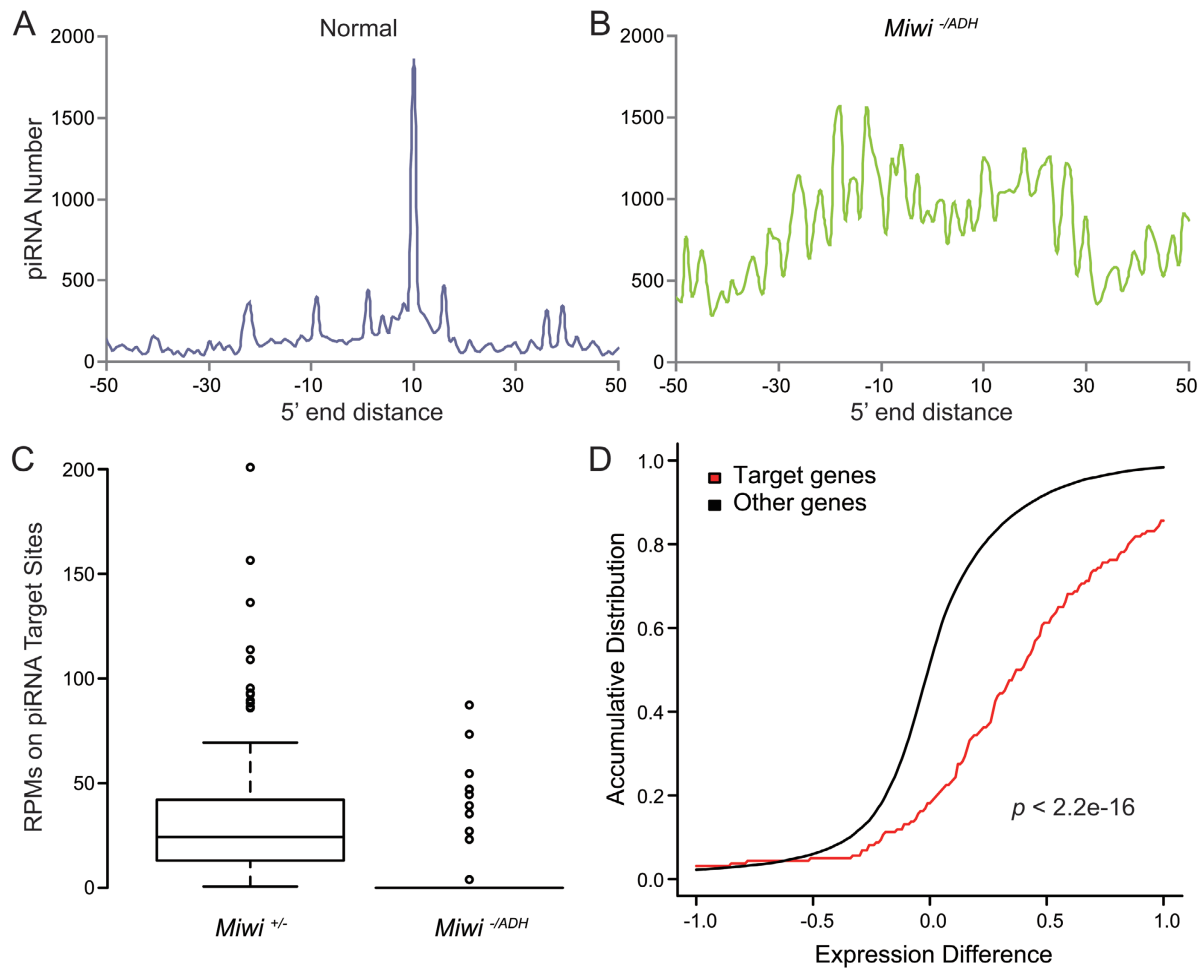 A
Normal
2000
1500
1000
500
0
piRNA Number
-50
-30
-10
10
30
50
5’ end distance
B
Miwi -/ADH
2000
1500
1000
500
0
-50
-30
-10
10
30
50
5’ end distance
C
200
150
100
50
0
RPMs on piRNA Target Sites
Miwi +/-
Miwi -/ADH
D
1.0
0.8
0.6
0.4
0.2
0.0
Accumulative Distribution
Target genes
Other genes
p < 2.2e-16
-1.0
-0.5
0.0
0.5
1.0
Expression Difference